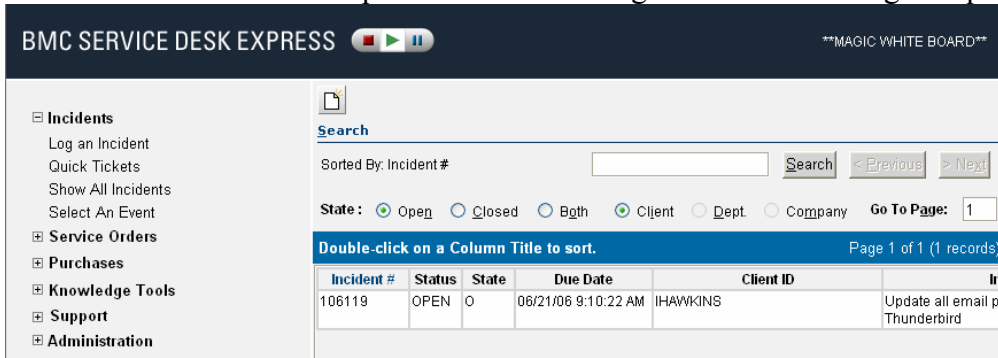 BMC SERVICE DESK EXPRESS
**MAGIC WHITE BOARD**
Incidents
Log an Incident
Quick Tickets
Show All Incidents
Select An Event
Service Orders
Purchases
Knowledge Tools
Support
Administration
Search
Sorted By: Incident # Search < Previous > Next
State : Open Closed Both Client Dept. Company Go To Page: 1
Double-click on a Column Title to sort. Page 1 of 1 (1 records)
Incident # Status State Due Date Client ID
106119 OPEN O 06/21/06 9:10:22 AM IHAWKINS Update all email p
Thunderbird